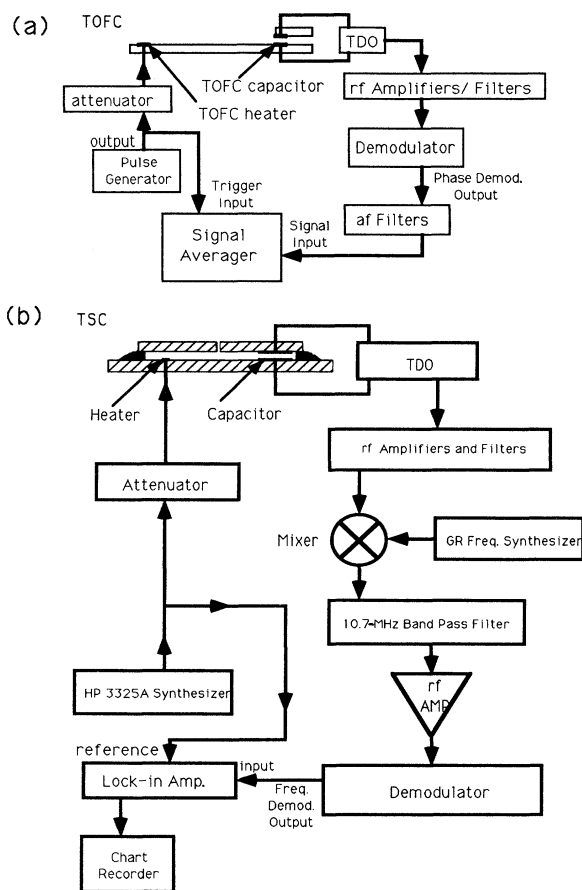 (a) TOFC
TDO
TOFC capacitor
TOFC heater
attenuator
rf Amplifiers/ Filters
output
Pulse
Generator
Demodulator
Phase Demod.
Output
Trigger
input
af Filters
Signal
input
Signal
Averager
(b) TSC
TDO
Heater
Capacitor
rf Amplifiers and Filters
Attenuator
Mixer
GR Freq. Synthesizer
10.7-MHz Band Pass Filter
rf
AMP
HP 3325A Synthesizer
reference
input
Lock-in Amp.
Freq.
Demod.
Output
Demodulator
Chart
Recorder